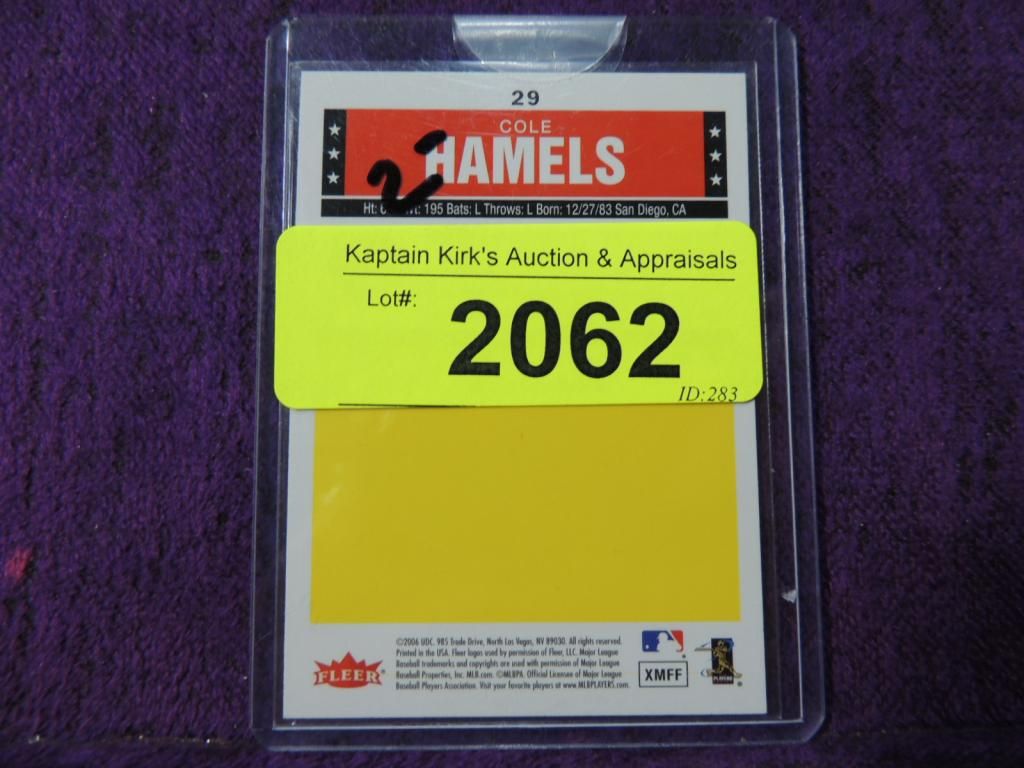 29
COLE
HAMELS
2-
Ht: 195 Bats: L Throws: L Born: 12/27/83 San Diego, CA
Kaptain Kirk's Auction & Appraisals
Lot#:
2062
ID:283
©2006 UDC. 985 Trade Drive, North Las Vegas, NV 89030. All rights reserved.
Printed in the USA. Fleer logos used by permission of Fleer, LLC. Major League
Baseball trademarks and copyrights are used with permission of Major League
Baseball Properties, Inc. MLB.com. ©MLBPA. Official Licensee of Major League
Baseball Players Association. Visit your favorite players at www.MLBPLAYERS.com.
FLEER
XMFF
PLAYERS